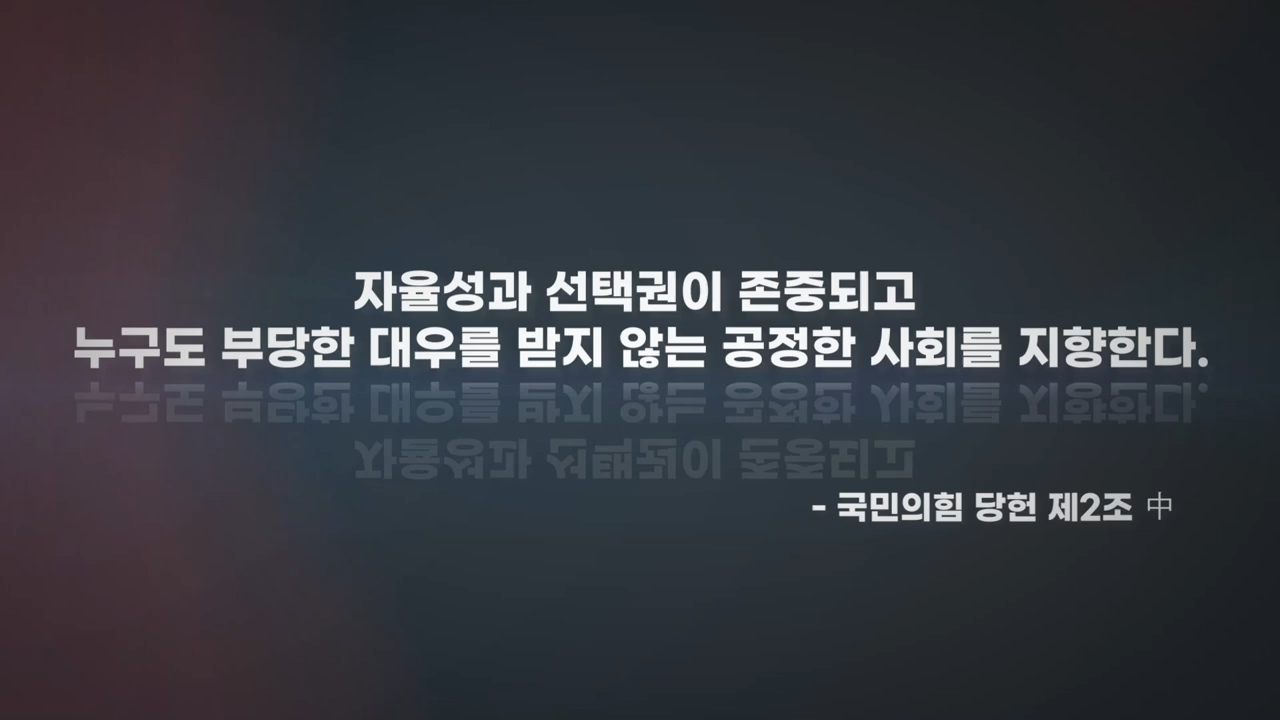 자율성과 선택권이 존중되고
누구도 부당한 대우를 받지 않는 공정한 사회를 지향한다.
- 국민의힘 당헌 제2조 中